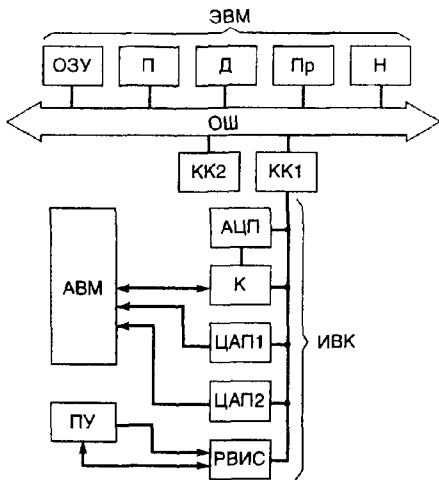 ЭВМ
ОЗУ П Д Пр Н
ОШ
КК2 КК1
АЦП
АВМ К
ЦАП1 ИВК
ЦАП2
ПУ
РВИС